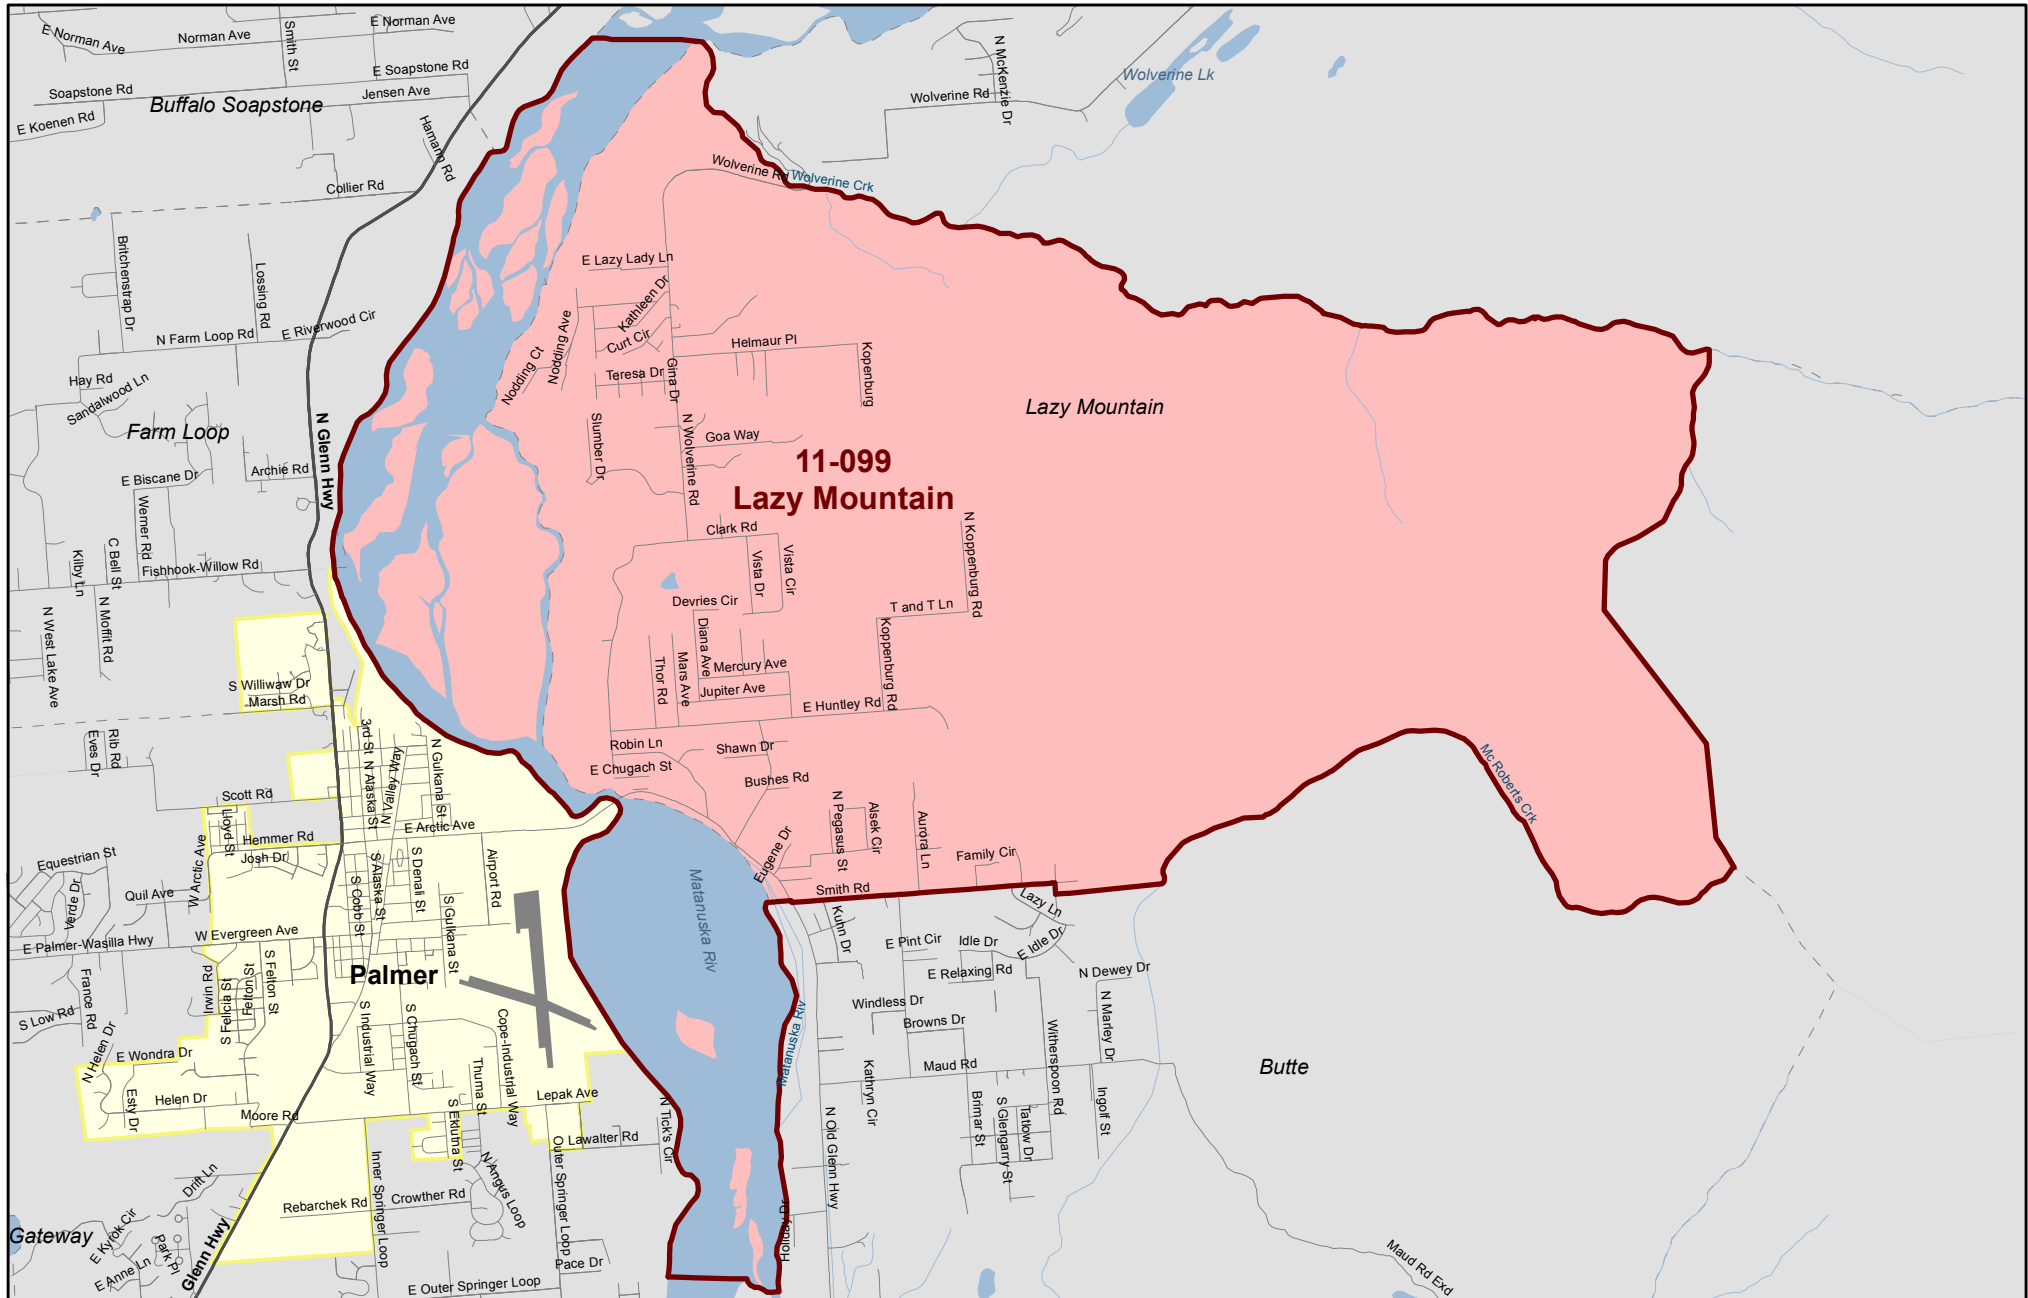 E Norman Ave
E Norman Ave
Norman Ave
Smith St
E Soapstone Rd
Soapstone Rd
Jensen Ave
Buffalo Soapstone
E Koenen Rd
Hamann Rd
Collier Rd
N McKenzie Dr
Wolverine Lk
Wolverine Rd
Wolverine Rd
Wolverine Crk
Britchenstrap Dr
Lossing Rd
N Farm Loop Rd
E Riverwood Cir
Hay Rd
Sandalwood Ln
Farm Loop
N Glenn Hwy
Archie Rd
E Biscane Dr
Werner Rd
C Bell St
Kilby Ln
Fishhook-Willow Rd
N Moffit Rd
N West Lake Ave
E Lazy Lady Ln
Kathleen Dr
Curt Cir
Nodding Ave
Nodding Ct
Teresa Dr
Gina Dr
Helmaur Pl
Kopenburg
Slumber Dr
N Wolverine Rd
Goa Way
Lazy Mountain
11-099
Lazy Mountain
Clark Rd
Vista Dr
Vista Cir
N Koppenburg Rd
Devries Cir
T and T Ln
Diana Ave
Koppenburg Rd
Thor Rd
Mars Ave
Mercury Ave
Jupiter Ave
E Huntley Rd
Robin Ln
Shawn Dr
E Chugach St
Bushes Rd
N Pegasus St
Alsek Cir
Aurora Ln
Eugene Dr
Family Cir
Smith Rd
Mc Roberts Crk
S Williwaw Dr
Marsh Rd
Rib Rd
Eves Dr
3rd St
N Alaska St
N Valley Way
N Gulkana St
Scott Rd
Lloyd St
Hemmer Rd
Josh Dr
E Arctic Ave
W Arctic Ave
Equestrian St
Verde Dr
Quil Ave
S Cobb St
S Alaska St
S Denali St
S Gulkana St
Airport Rd
Matanuska Riv
E Palmer-Wasilla Hwy
W Evergreen Ave
Palmer
France Rd
Irwin Rd
S Felicia St
Felton St
S Felton St
S Low Rd
N Helen Dr
E Wondra Dr
Esty Dr
Helen Dr
Moore Rd
S Industrial Way
S Chugach St
Cope-Industrial Way
Thuma St
S Eklutna St
Lepak Ave
O Lawalter Rd
N Tick's Cir
N Angus Loop
Outer Springer Loop
Inner Springer Loop
Rebarchek Rd
Crowther Rd
Drift Ln
Gateway
E Kyrok Cir
Park Pl
E Anne Ln
Glenn Hwy
E Outer Springer Loop
Pace Dr
Kuhn Dr
Lazy Ln
E Pint Cir
Idle Dr
E Idle Dr
E Relaxing Rd
N Dewey Dr
Windless Dr
Browns Dr
N Marley Dr
Witherspoon Rd
Maud Rd
Matanuska Riv
Kathryn Cir
N Old Glenn Hwy
Brimar St
S Glengarry St
Tatlow Dr
Ingolf St
Butte
Holiday Dr
Maud Rd Exd